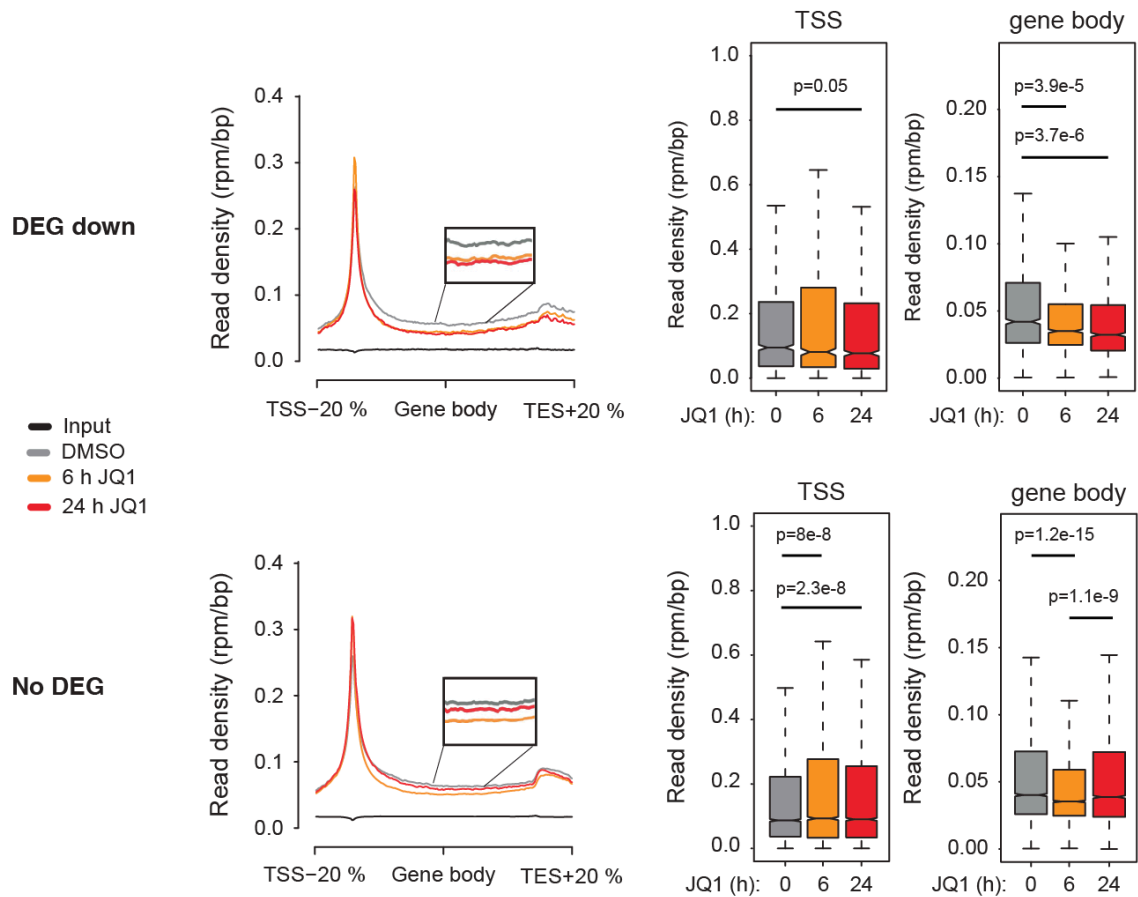 DEG down
Read density (rpm/bp)
0.4
0.3
0.2
0.1
0.0
TSS−20 %
Gene body
TES+20 %
TSS
Read density (rpm/bp)
1.0
0.8
0.6
0.4
0.2
0.0
p=0.05
JQ1 (h): 0 6 24
gene body
Read density (rpm/bp)
0.20
0.15
0.10
0.05
0.00
p=3.9e-5
p=3.7e-6
JQ1 (h): 0 6 24
Input
DMSO
6 h JQ1
24 h JQ1
No DEG
Read density (rpm/bp)
0.4
0.3
0.2
0.1
0.0
TSS−20 %
Gene body
TES+20 %
TSS
Read density (rpm/bp)
1.0
0.8
0.6
0.4
0.2
0.0
p=8e-8
p=2.3e-8
JQ1 (h): 0 6 24
gene body
Read density (rpm/bp)
0.20
0.15
0.10
0.05
0.00
p=1.2e-15
p=1.1e-9
JQ1 (h): 0 6 24